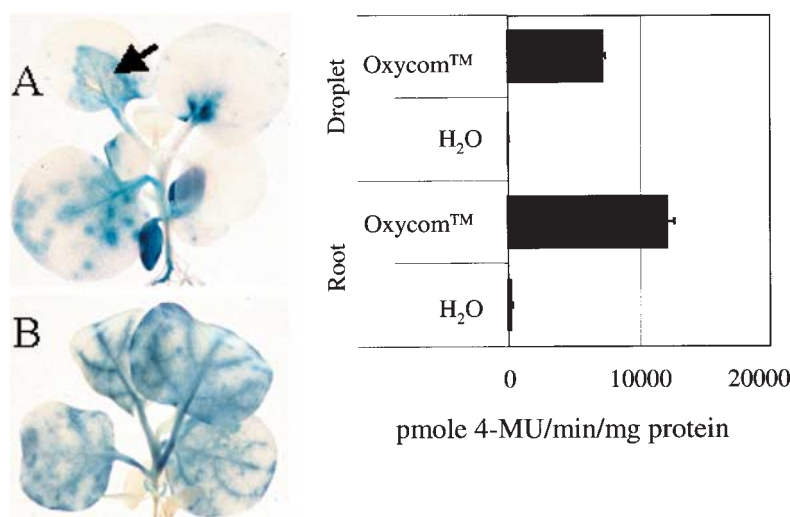 A
B
Droplet
Oxycom™
H₂O
Root
Oxycom™
H₂O
0 10000 20000
pmole 4-MU/min/mg protein